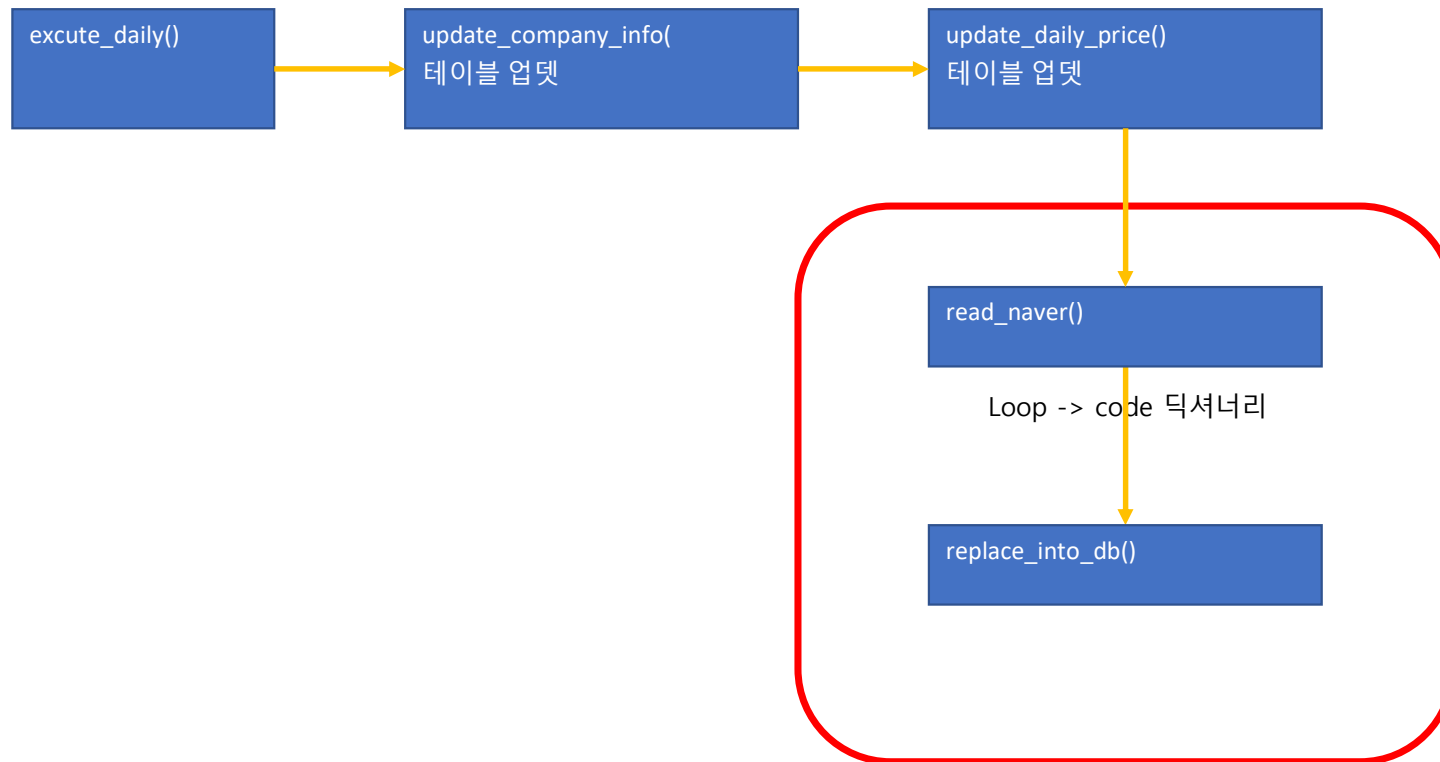 excute_daily()
update_company_info(
테이블 업뎃
update_daily_price()
테이블 업뎃
read_naver()
Loop -> code 딕셔너리
replace_into_db()